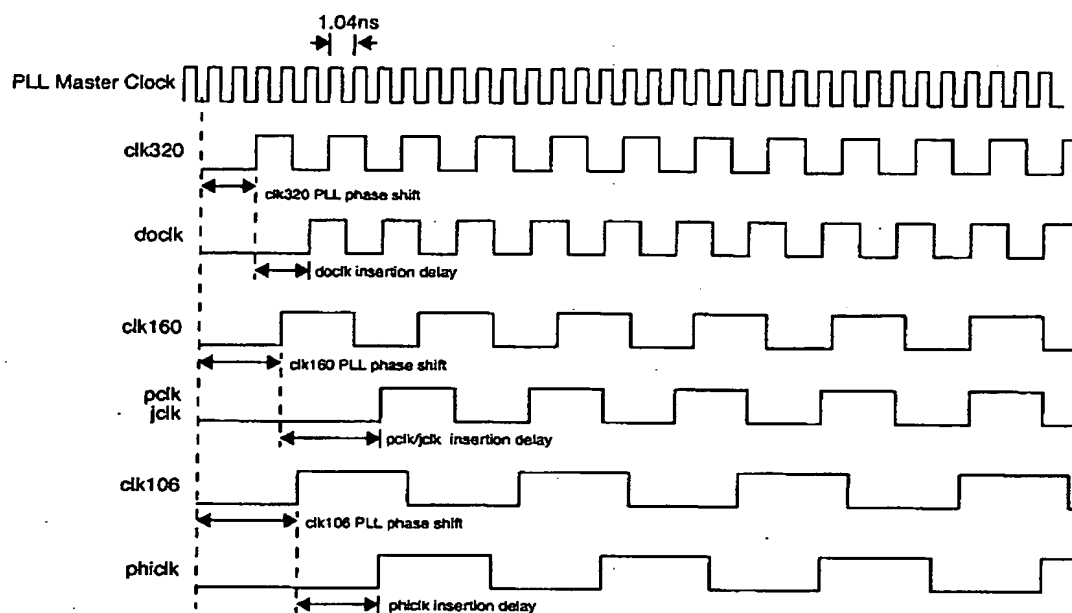 1.04ns
PLL Master Clock
clk320
clk320 PLL phase shift
doclk
doclk insertion delay
clk160
clk160 PLL phase shift
pclk
jclk
pclk/jclk insertion delay
clk106
clk106 PLL phase shift
phiclk
phiclk insertion delay